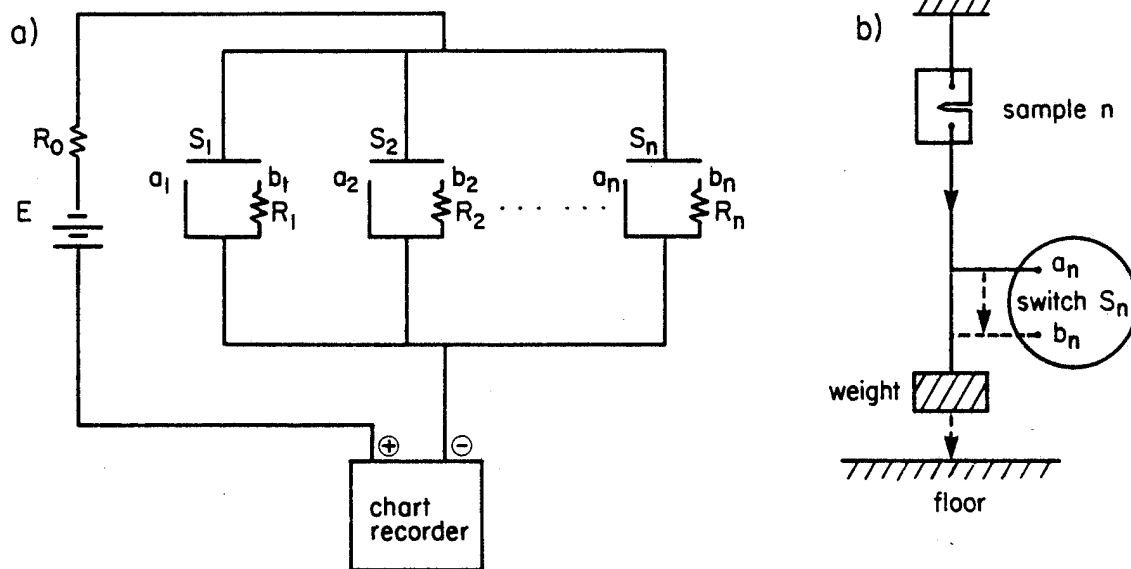 a)
R₀
E
S₁
a₁
b₁
R₁
S₂
a₂
b₂
R₂
. . . . . .
Sₙ
aₙ
bₙ
Rₙ
⊕
⊖
chart
recorder
b)
sample n
aₙ
switch Sₙ
bₙ
weight
floor